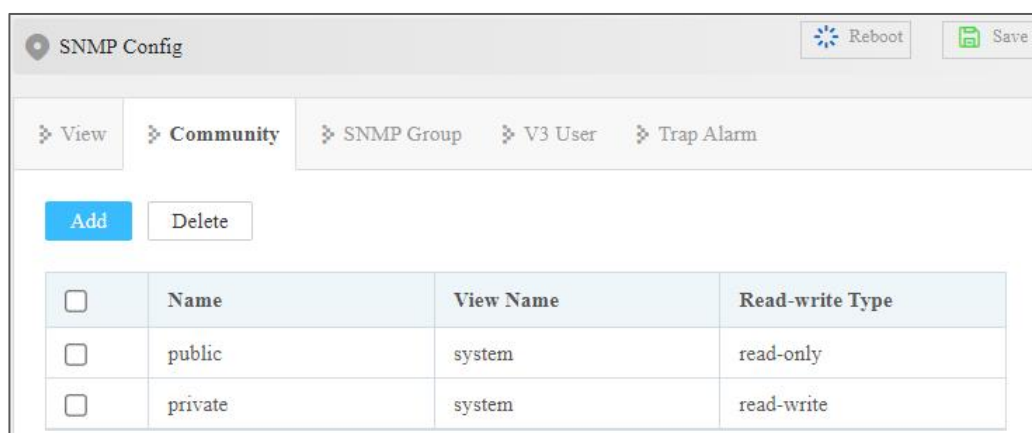 SNMP Config Reboot Save
View Community SNMP Group V3 User Trap Alarm
Add Delete
Name View Name Read-write Type
public system read-only
private system read-write